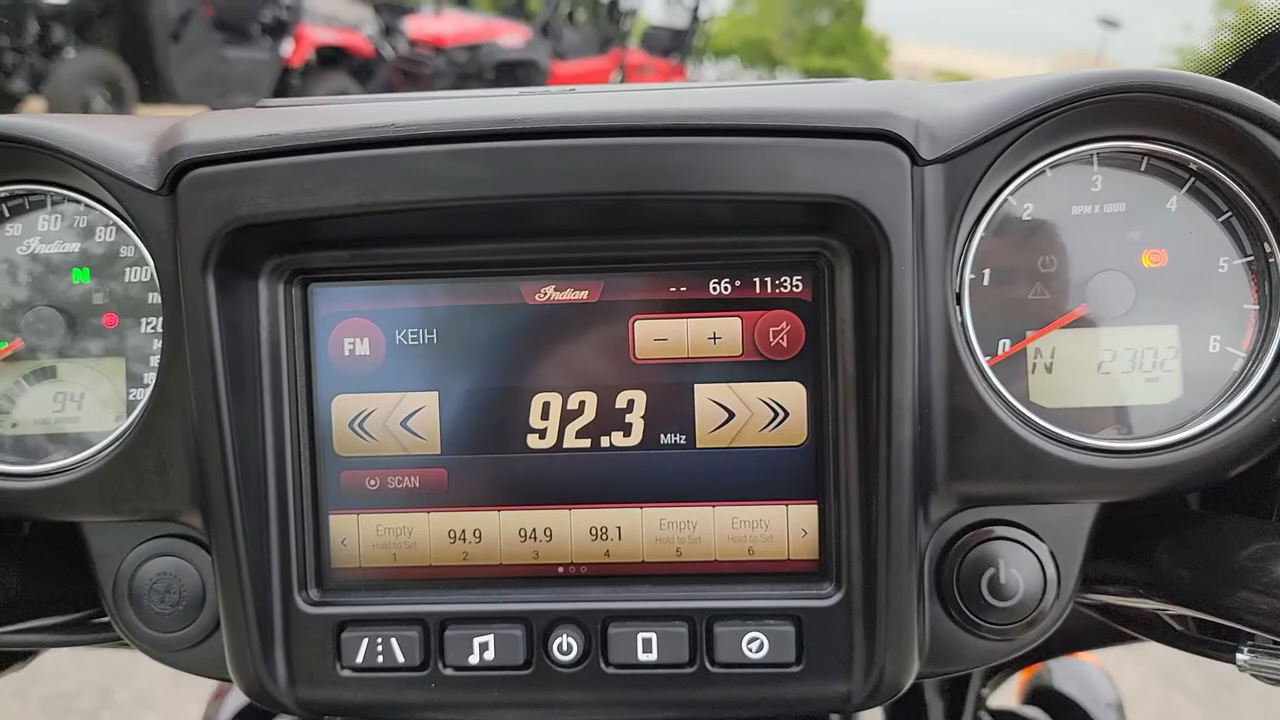 50 60 70 80 90 100
Indian
N
120
20
94
Indian
-- 66° 11:35
FM KEIH
− +
92.3 MHz
SCAN
Empty
Hold to Set
1
94.9
2
94.9
3
98.1
4
Empty
Hold to Set
5
Empty
Hold to Set
6
0 1 2 3 4 5 6
RPM X 1000
ABS
N 2302